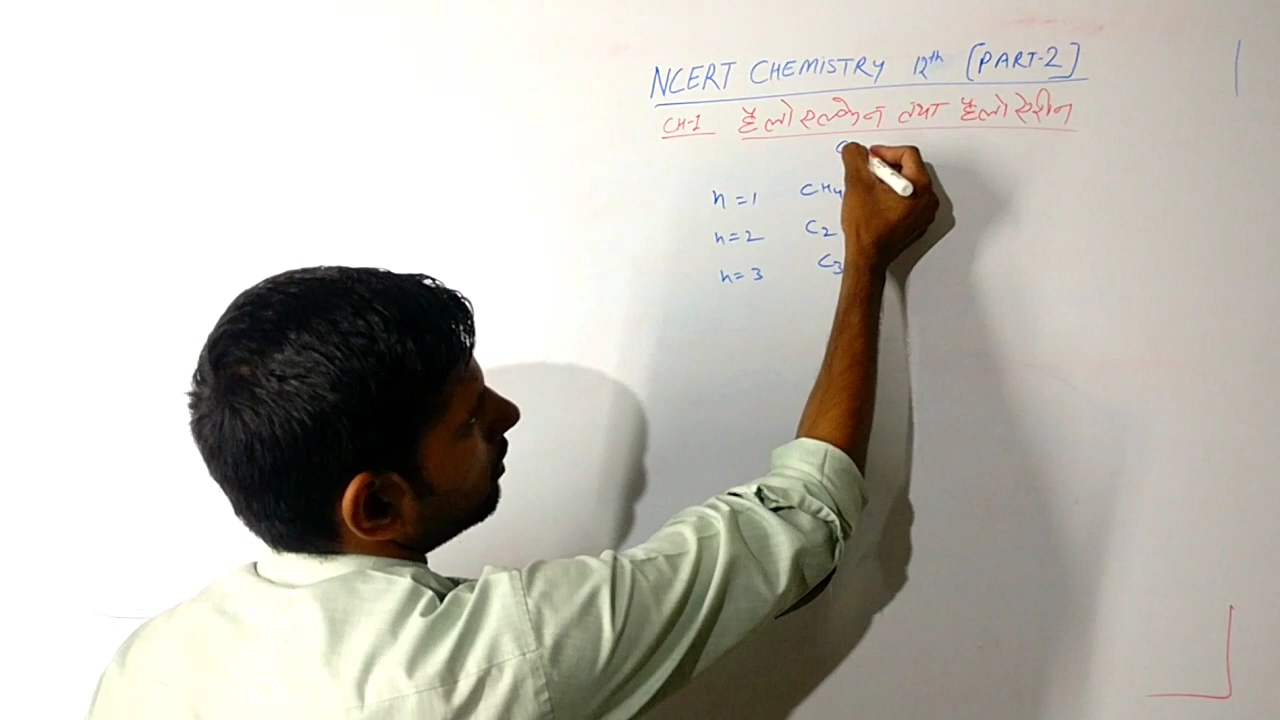 NCERT CHEMISTRY 12th [PART-2]
CH-1 हैलो एल्केन तथा हैलो एरीन
C
n = 1 CH4
n = 2 C2
n = 3 C3